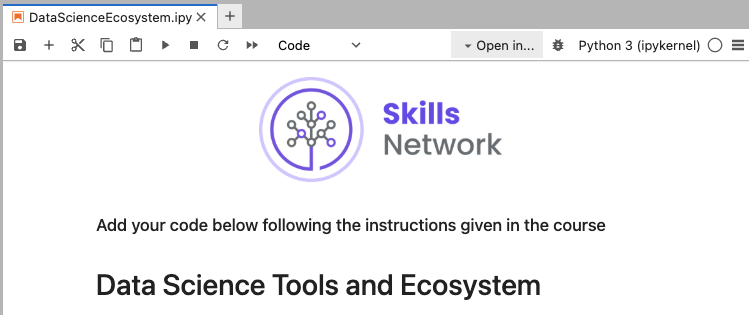 DataScienceEcosystem.ipy
Code
Open in...
Python 3 (ipykernel)
Skills
Network
Add your code below following the instructions given in the course
Data Science Tools and Ecosystem